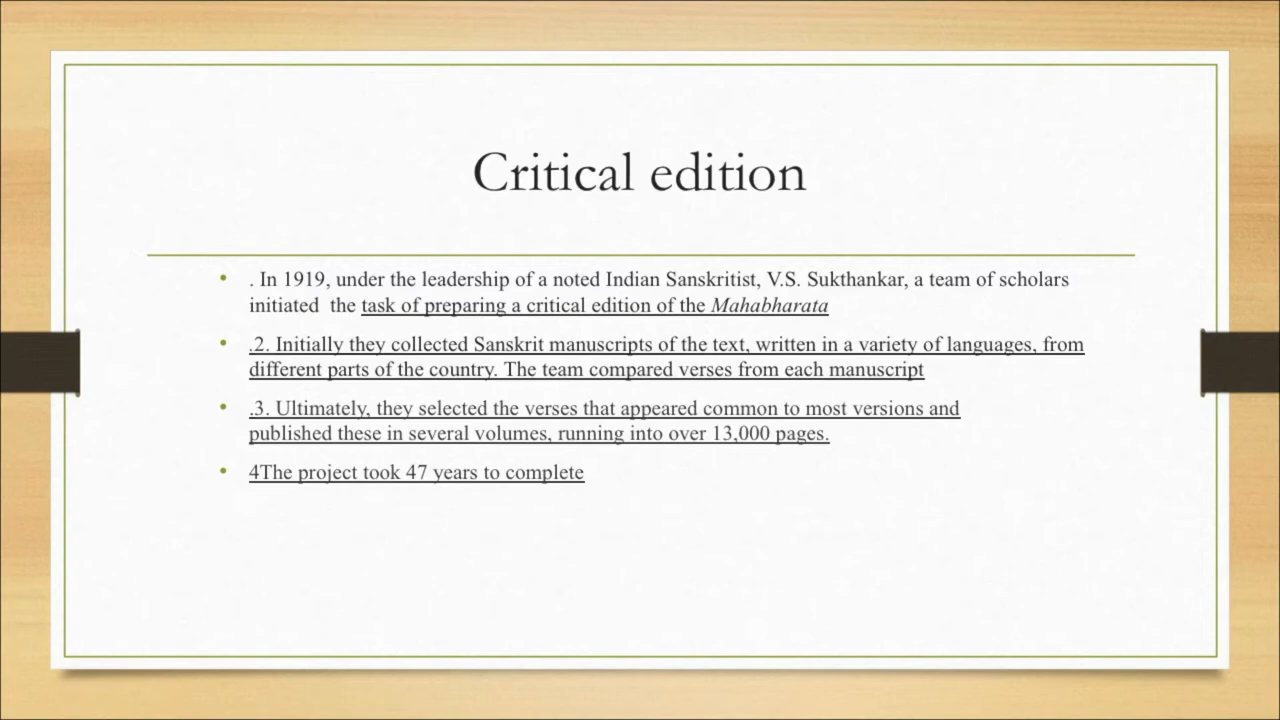 Critical edition
. In 1919, under the leadership of a noted Indian Sanskritist, V.S. Sukthankar, a team of scholars
initiated  the task of preparing a critical edition of the Mahabharata
.2. Initially they collected Sanskrit manuscripts of the text, written in a variety of languages, from
different parts of the country. The team compared verses from each manuscript
.3. Ultimately, they selected the verses that appeared common to most versions and
published these in several volumes, running into over 13,000 pages.
4The project took 47 years to complete